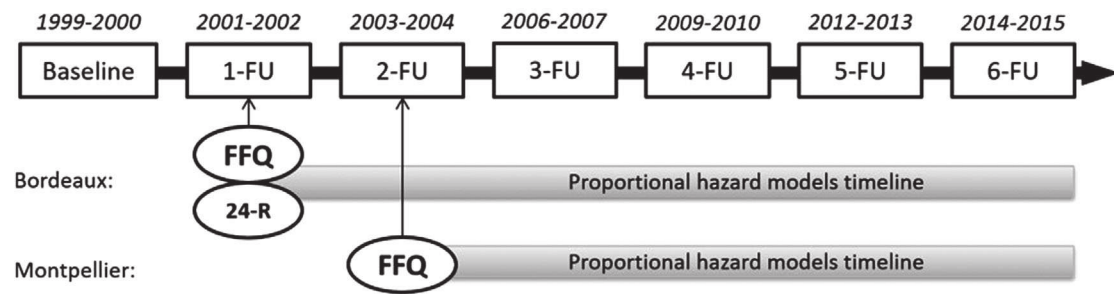 1999-2000 2001-2002 2003-2004 2006-2007 2009-2010 2012-2013 2014-2015
Baseline 1-FU 2-FU 3-FU 4-FU 5-FU 6-FU
FFQ
Bordeaux: Proportional hazard models timeline
24-R
Montpellier: FFQ Proportional hazard models timeline